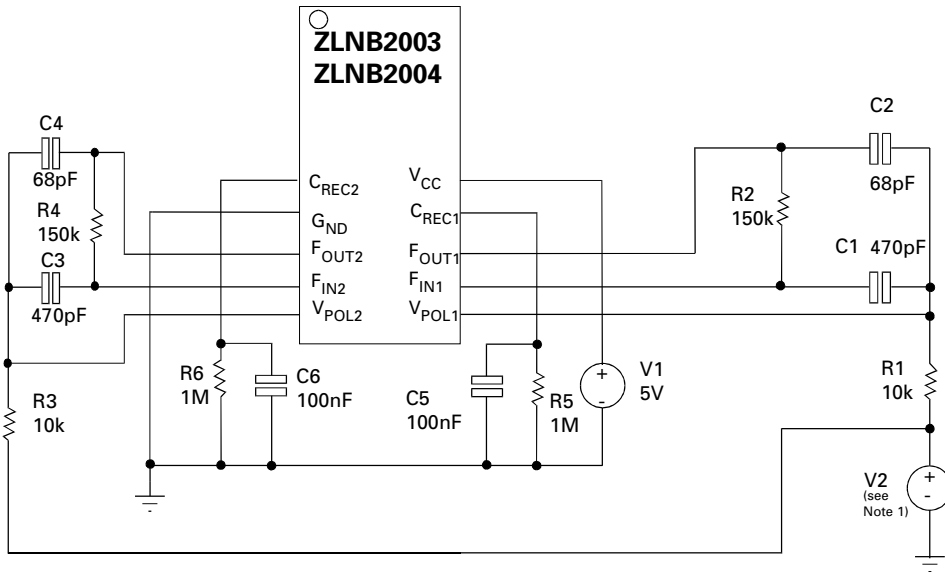 ZLNB2003
ZLNB2004
C4
68pF
R4
150k
C3
470pF
R3
10k
CREC2
GND
FOUT2
FIN2
VPOL2
VCC
CREC1
FOUT1
FIN1
VPOL1
C2
68pF
R2
150k
C1 470pF
R6
1M
C6
100nF
C5
100nF
R5
1M
+
-
V1
5V
R1
10k
V2
(see
Note 1)
+
-